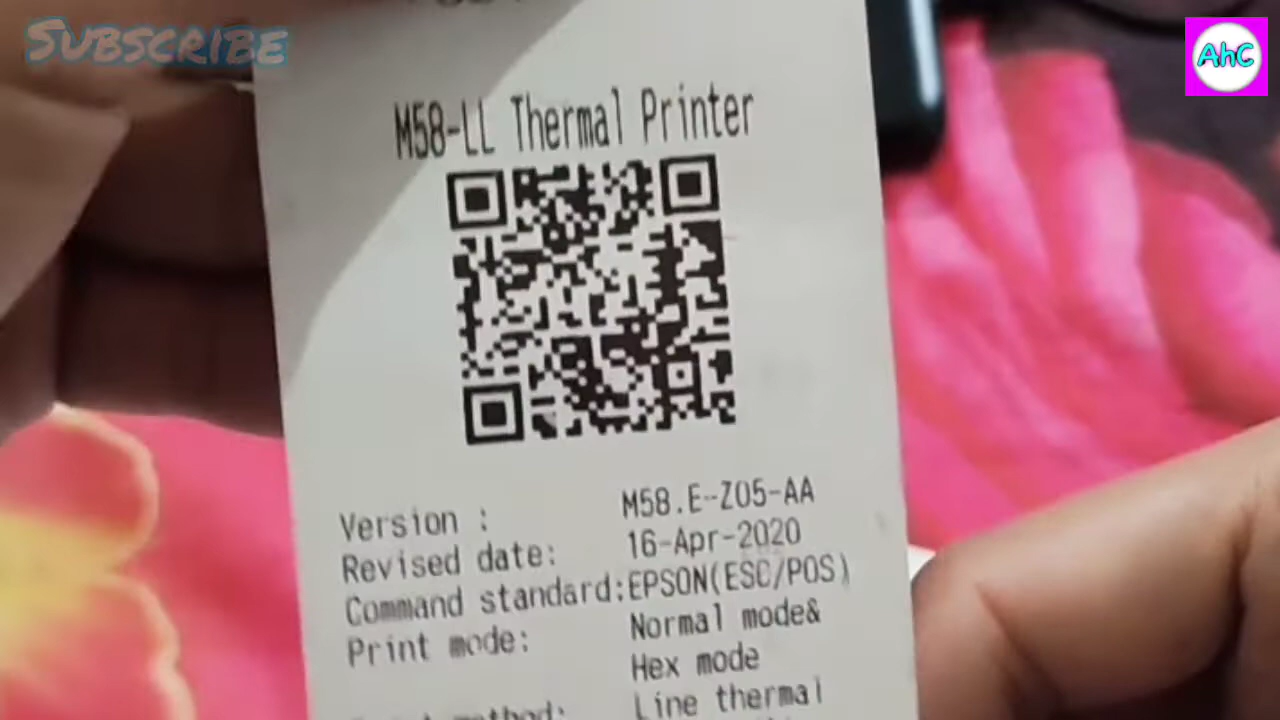 SUBSCRIBE
AhC
M58-LL Thermal Printer
Version : M58.E-Z05-AA
Revised date: 16-Apr-2020
Command standard:EPSON(ESC/POS)
Print mode: Normal mode&
Hex mode
method: Line thermal